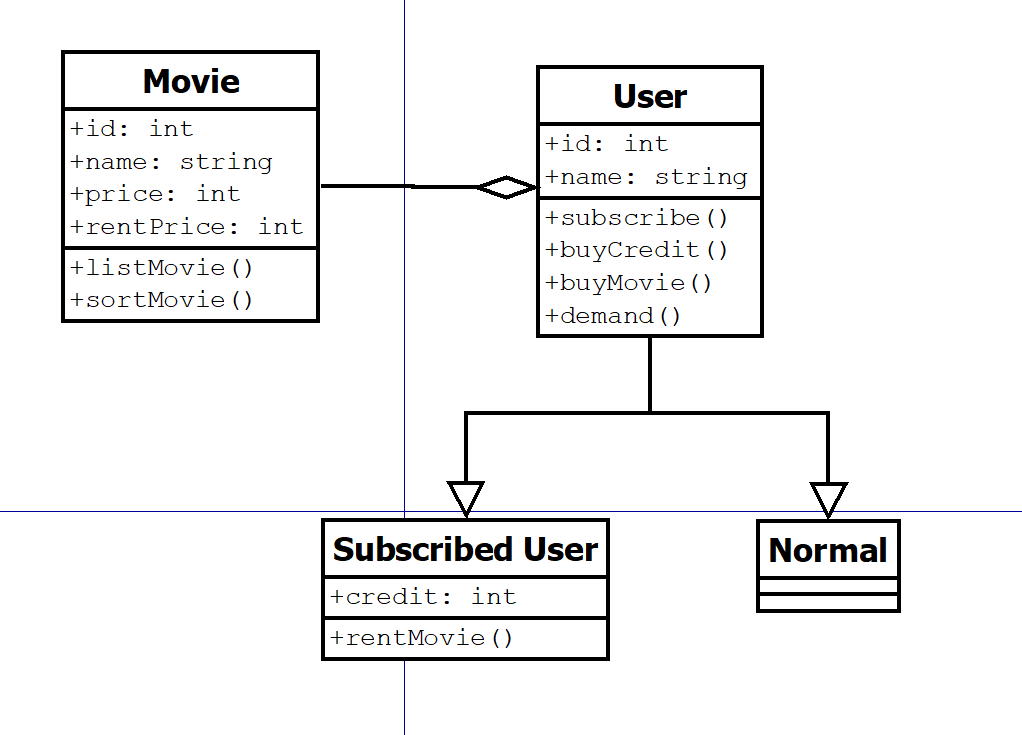 Movie
+id: int
+name: string
+price: int
+rentPrice: int
+listMovie()
+sortMovie()
User
+id: int
+name: string
+subscribe()
+buyCredit()
+buyMovie()
+demand()
Subscribed User
+credit: int
+rentMovie()
Normal